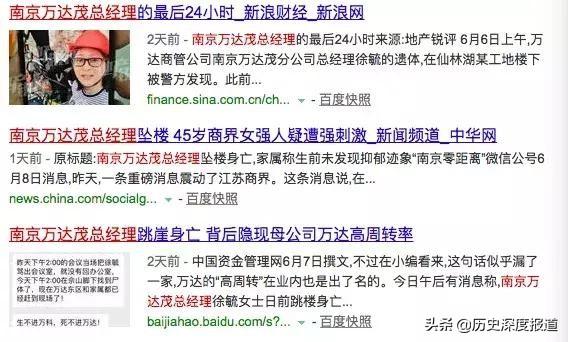 南京万达茂总经理的最后24小时_新浪财经_新浪网
2天前 - 南京万达茂总经理的最后24小时来源:地产锐评 6月6日上午,万
达商管公司南京万达茂分公司总经理徐毓的遗体,在仙林湖某工地楼下
被警方发现。此前...
finance.sina.com.cn/ch... - 百度快照
南京万达茂总经理坠楼 45岁商界女强人疑遭强刺激_新闻频道_中华网
1天前 - 原标题:南京万达茂总经理坠楼身亡,家属称生前未发现抑郁迹象“南京零距离”微信公号6
月8日消息,昨天,一条重磅消息震动了江苏商界。这条消息说,在...
news.china.com/socialg... - 百度快照
南京万达茂总经理跳崖身亡 背后隐现母公司万达高周转率
昨天下午2:00的会议当场把徐毓
骂出会议室,就没有回办公室,
今天下午2:00在佘山脚下找到尸
体了,现在万达东区和家属都已
经赶到现场了!
生不进万科,死不进万达!
2天前 - 中国资金管理网6月7日撰文,不过在小编看来,这句话似乎漏了
一家,万达的“高周转”在业内也是出了名的。今日午后有消息称,南京万
达茂总经理徐毓女士日前跳楼身亡...
baijiahao.baidu.com/s?... - 百度快照
头条 @历史深度报道